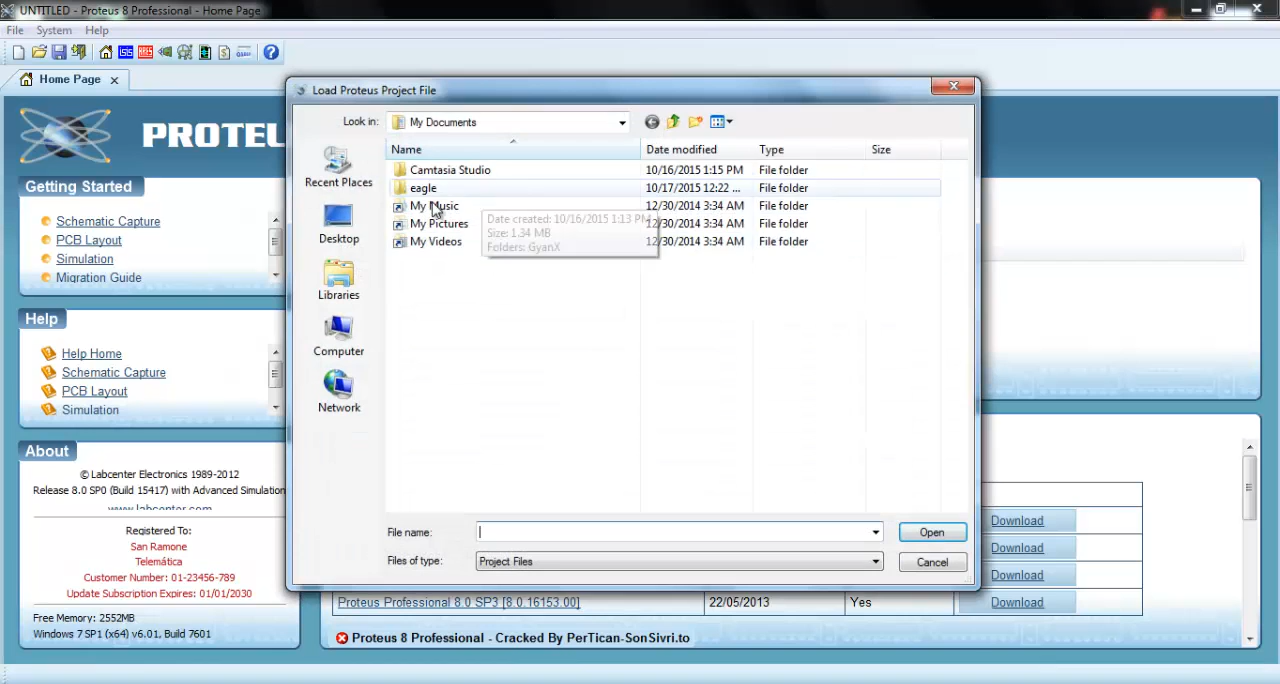 UNTITLED - Proteus 8 Professional - Home Page
File System Help
ISIS ARES
Home Page
PROTEU
Getting Started
Schematic Capture
PCB Layout
Simulation
Migration Guide
Help
Help Home
Schematic Capture
PCB Layout
Simulation
About
© Labcenter Electronics 1989-2012
Release 8.0 SP0 (Build 15417) with Advanced Simulation
www.labcenter.com
Registered To:
San Ramone
Telemática
Customer Number: 01-23456-789
Update Subscription Expires: 01/01/2030
Free Memory: 2552MB
Windows 7 SP1 (x64) v6.01, Build 7601
Load Proteus Project File
Look in: My Documents
Recent Places
Desktop
Libraries
Computer
Network
Name Date modified Type Size
Camtasia Studio 10/16/2015 1:15 PM File folder
eagle 10/17/2015 12:22 ... File folder
My Music 12/30/2014 3:34 AM File folder
My Pictures 12/30/2014 3:34 AM File folder
My Videos 12/30/2014 3:34 AM File folder
Date created: 10/16/2015 1:13 PM
Size: 1.34 MB
Folders: GyanX
File name: Open
Files of type: Project Files Cancel
Download
Download
Download
Proteus Professional 8.0 SP3 [8.0.16153.00] 22/05/2013 Yes Download
Proteus 8 Professional - Cracked By PerTican-SonSivri.to